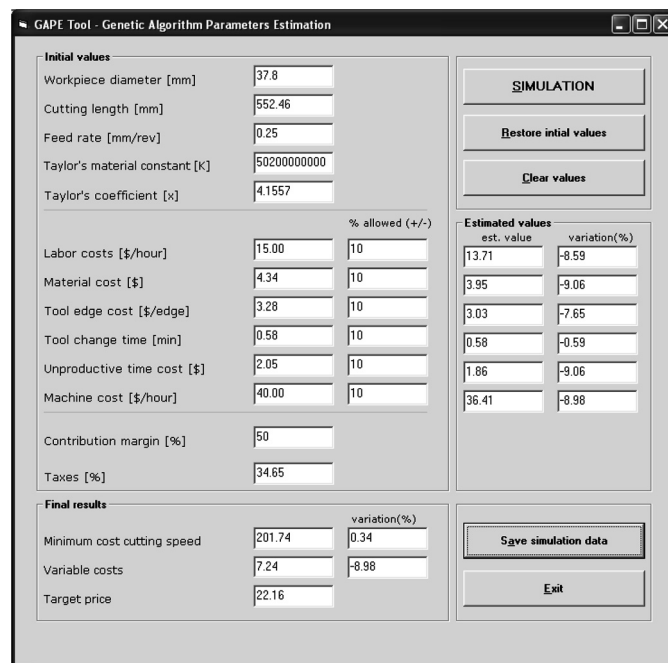 GAPE Tool - Genetic Algorithm Parameters Estimation
Initial values
Workpiece diameter [mm] 37.8
Cutting length [mm] 552.46
Feed rate [mm/rev] 0.25
Taylor's material constant [K] 50200000000
Taylor's coefficient [x] 4.1557
% allowed (+/-)
Labor costs [$/hour] 15.00 10
Material cost [$] 4.34 10
Tool edge cost [$/edge] 3.28 10
Tool change time [min] 0.58 10
Unproductive time cost [$] 2.05 10
Machine cost [$/hour] 40.00 10
Contribution margin [%] 50
Taxes [%] 34.65
SIMULATION
Restore intial values
Clear values
Estimated values
est. value variation(%)
13.71 -8.59
3.95 -9.06
3.03 -7.65
0.58 -0.59
1.86 -9.06
36.41 -8.98
Final results
variation(%)
Minimum cost cutting speed 201.74 0.34
Variable costs 7.24 -8.98
Target price 22.16
Save simulation data
Exit